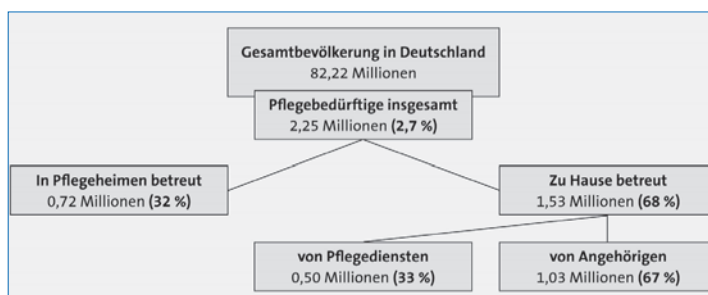 Gesamtbevölkerung in Deutschland
82,22 Millionen
Pflegebedürftige insgesamt
2,25 Millionen (2,7 %)
In Pflegeheimen betreut
0,72 Millionen (32 %)
Zu Hause betreut
1,53 Millionen (68 %)
von Pflegediensten
0,50 Millionen (33 %)
von Angehörigen
1,03 Millionen (67 %)